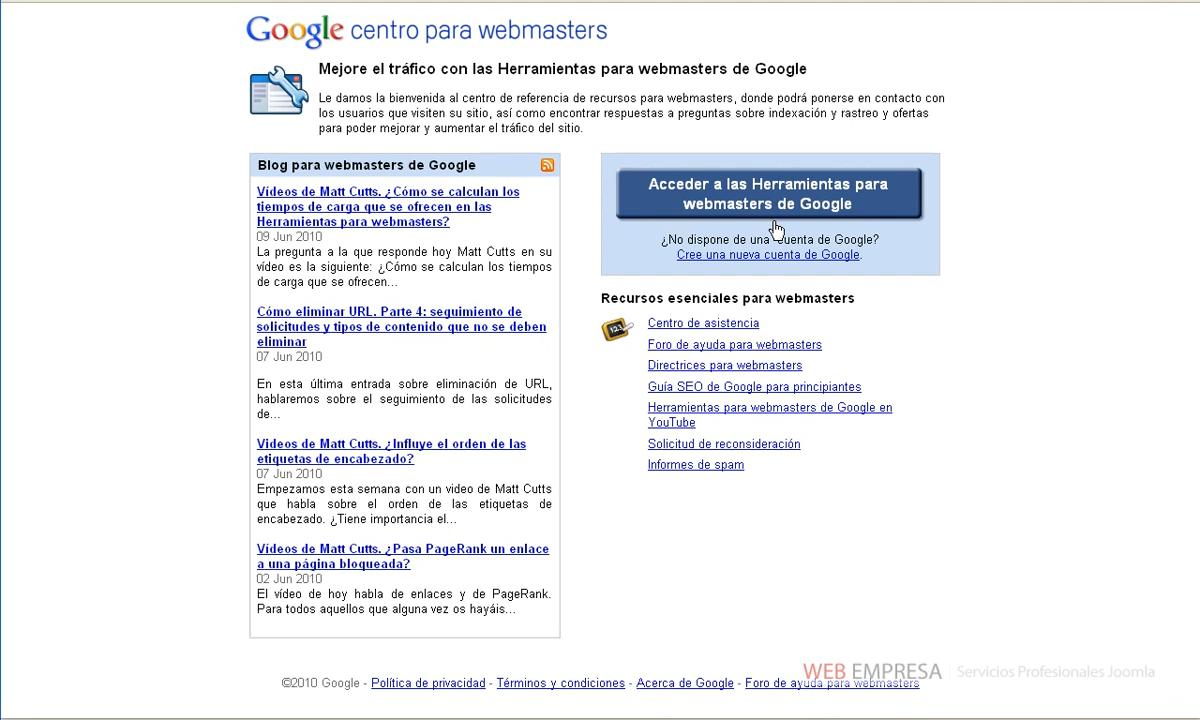 Google centro para webmasters
Mejore el tráfico con las Herramientas para webmasters de Google
Le damos la bienvenida al centro de referencia de recursos para webmasters, donde podrá ponerse en contacto con
los usuarios que visiten su sitio, así como encontrar respuestas a preguntas sobre indexación y rastreo y ofertas
para poder mejorar y aumentar el tráfico del sitio.
Blog para webmasters de Google
Vídeos de Matt Cutts. ¿Cómo se calculan los
tiempos de carga que se ofrecen en las
Herramientas para webmasters?
09 Jun 2010
La pregunta a la que responde hoy Matt Cutts en su
vídeo es la siguiente: ¿Cómo se calculan los tiempos
de carga que se ofrecen...
Cómo eliminar URL. Parte 4: seguimiento de
solicitudes y tipos de contenido que no se deben
eliminar
07 Jun 2010
En esta última entrada sobre eliminación de URL,
hablaremos sobre el seguimiento de las solicitudes
de...
Videos de Matt Cutts. ¿Influye el orden de las
etiquetas de encabezado?
07 Jun 2010
Empezamos esta semana con un video de Matt Cutts
que habla sobre el orden de las etiquetas de
encabezado. ¿Tiene importancia el...
Vídeos de Matt Cutts. ¿Pasa PageRank un enlace
a una página bloqueada?
02 Jun 2010
El vídeo de hoy habla de enlaces y de PageRank.
Para todos aquellos que alguna vez os hayáis...
Acceder a las Herramientas para
webmasters de Google
¿No dispone de una cuenta de Google?
Cree una nueva cuenta de Google.
Recursos esenciales para webmasters
123
Centro de asistencia
Foro de ayuda para webmasters
Directrices para webmasters
Guía SEO de Google para principiantes
Herramientas para webmasters de Google en
YouTube
Solicitud de reconsideración
Informes de spam
WEB EMPRESA Servicios Profesionales Joomla
©2010 Google - Política de privacidad - Términos y condiciones - Acerca de Google - Foro de ayuda para webmasters